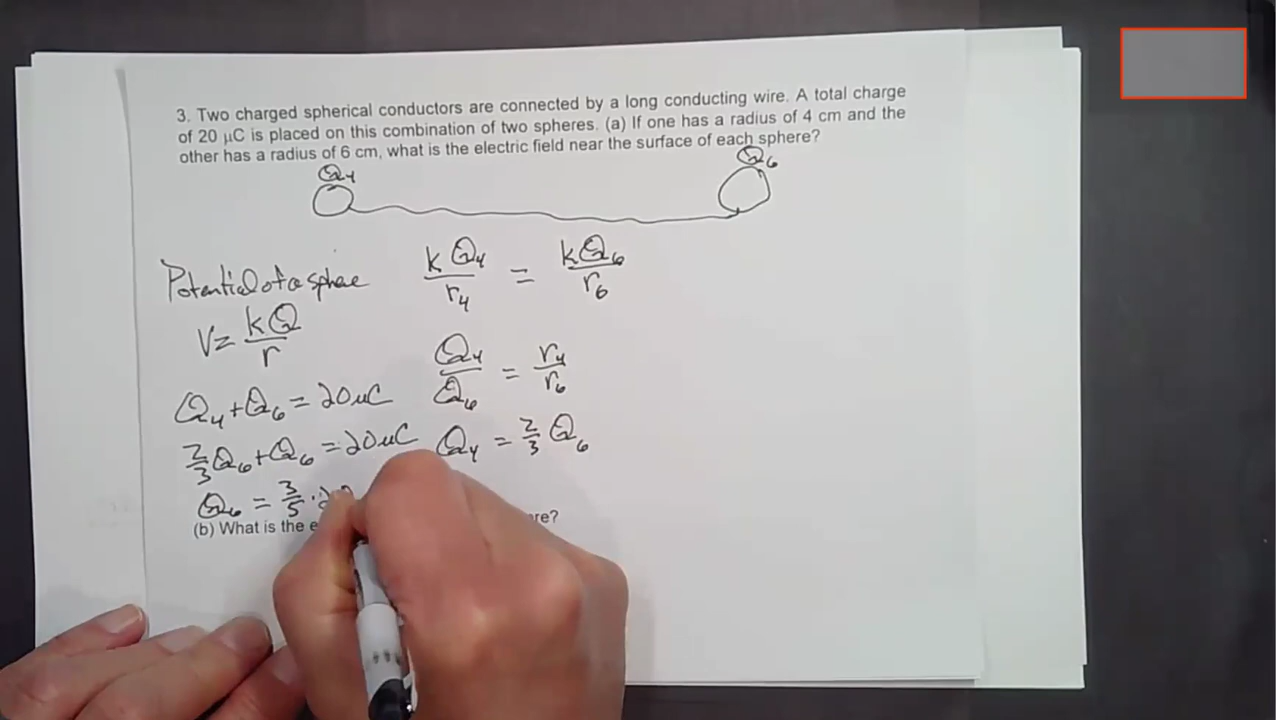 3. Two charged spherical conductors are connected by a long conducting wire. A total charge
of 20 μC is placed on this combination of two spheres. (a) If one has a radius of 4 cm and the
other has a radius of 6 cm, what is the electric field near the surface of each sphere?
Q₄ Q₆
Potential of a sphere
V = kQ/r
kQ₄/r₄ = kQ₆/r₆
Q₄/Q₆ = r₄/r₆
Q₄ + Q₆ = 20μC
2/3 Q₆ + Q₆ = 20μC
Q₄ = 2/3 Q₆
Q₆ = 3/5 · 20
(b) What is the